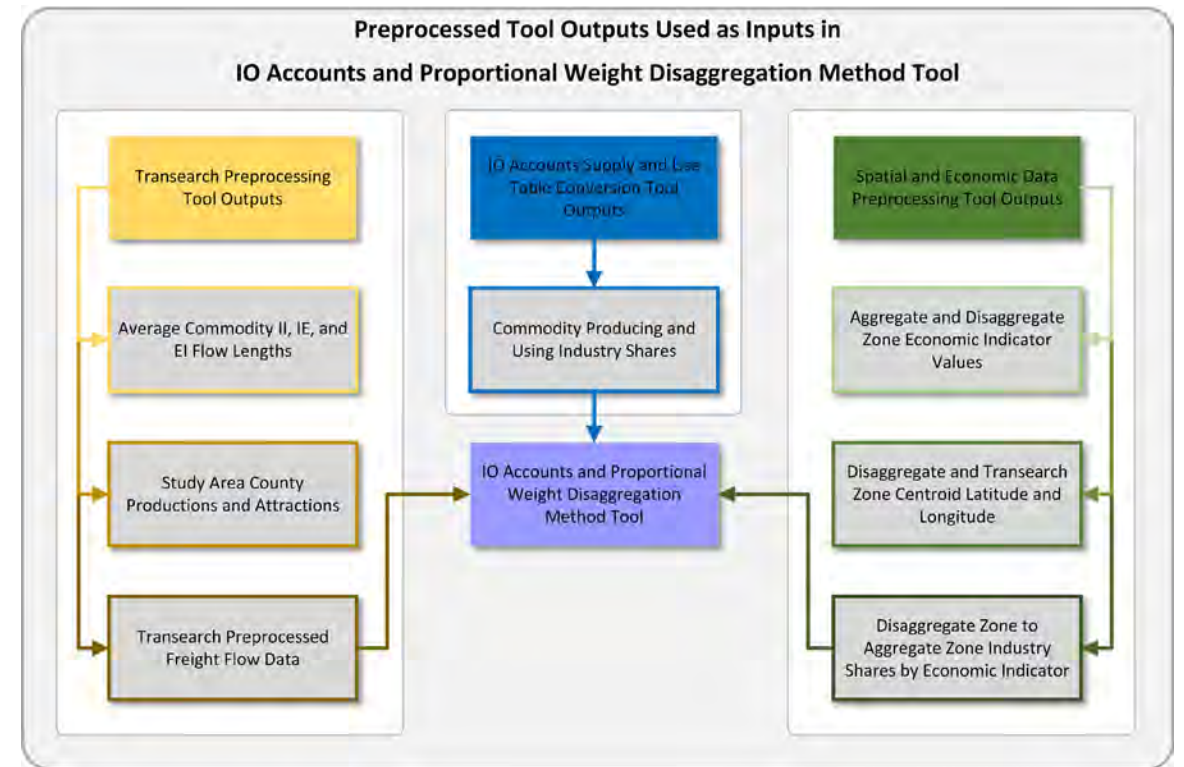 Preprocessed Tool Outputs Used as Inputs in
IO Accounts and Proportional Weight Disaggregation Method Tool
Transearch Preprocessing
Tool Outputs
Average Commodity II, IE, and
EI Flow Lengths
Study Area County
Productions and Attractions
Transearch Preprocessed
Freight Flow Data
IO Accounts Supply and Use
Table Conversion Tool
Outputs
Commodity Producing and
Using Industry Shares
IO Accounts and Proportional
Weight Disaggregation
Method Tool
Spatial and Economic Data
Preprocessing Tool Outputs
Aggregate and Disaggregate
Zone Economic Indicator
Values
Disaggregate and Transearch
Zone Centroid Latitude and
Longitude
Disaggregate Zone to
Aggregate Zone Industry
Shares by Economic Indicator